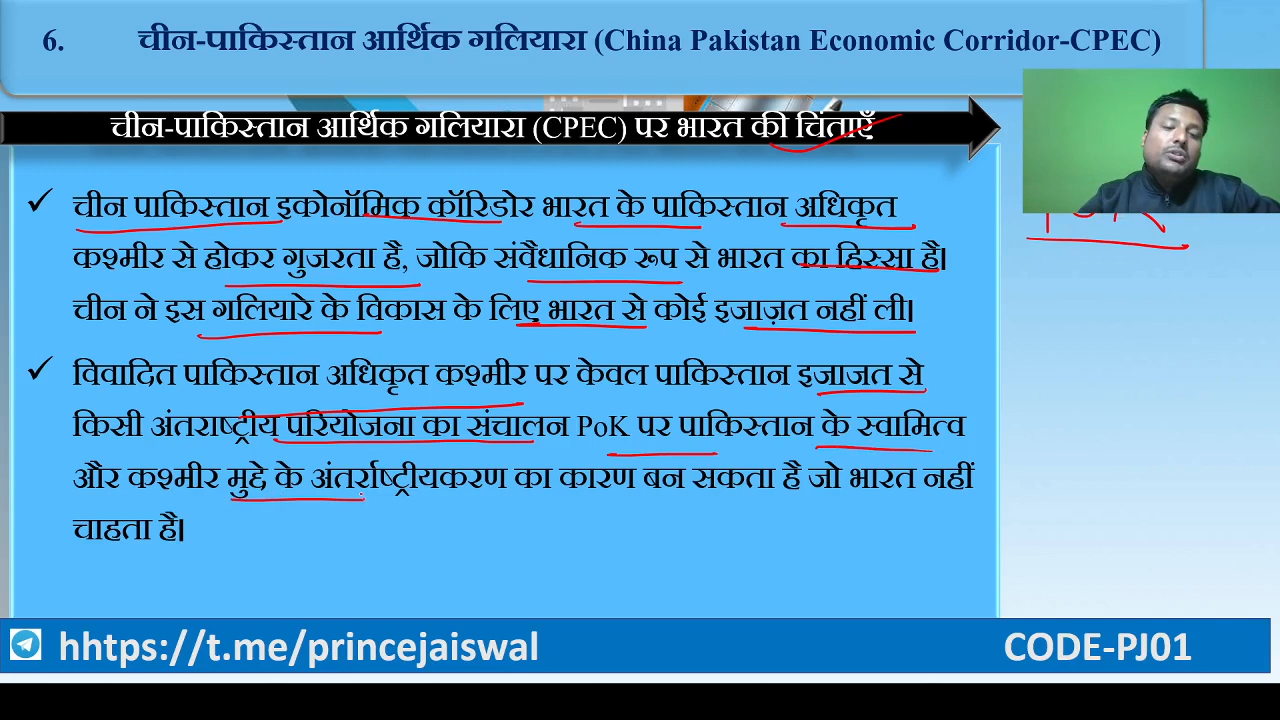 6. चीन-पाकिस्तान आर्थिक गलियारा (China Pakistan Economic Corridor-CPEC)
चीन-पाकिस्तान आर्थिक गलियारा (CPEC) पर भारत की चिंताएँ
✓ चीन पाकिस्तान इकोनॉमिक कॉरिडोर भारत के पाकिस्तान अधिकृत
कश्मीर से होकर गुजरता है, जोकि संवैधानिक रूप से भारत का हिस्सा है।
चीन ने इस गलियारे के विकास के लिए भारत से कोई इजाज़त नहीं ली।
✓ विवादित पाकिस्तान अधिकृत कश्मीर पर केवल पाकिस्तान इजाजत से
किसी अंतराष्ट्रीय परियोजना का संचालन PoK पर पाकिस्तान के स्वामित्व
और कश्मीर मुद्दे के अंतर्राष्ट्रीयकरण का कारण बन सकता है जो भारत नहीं
चाहता है।
hhtps://t.me/princejaiswal CODE-PJ01